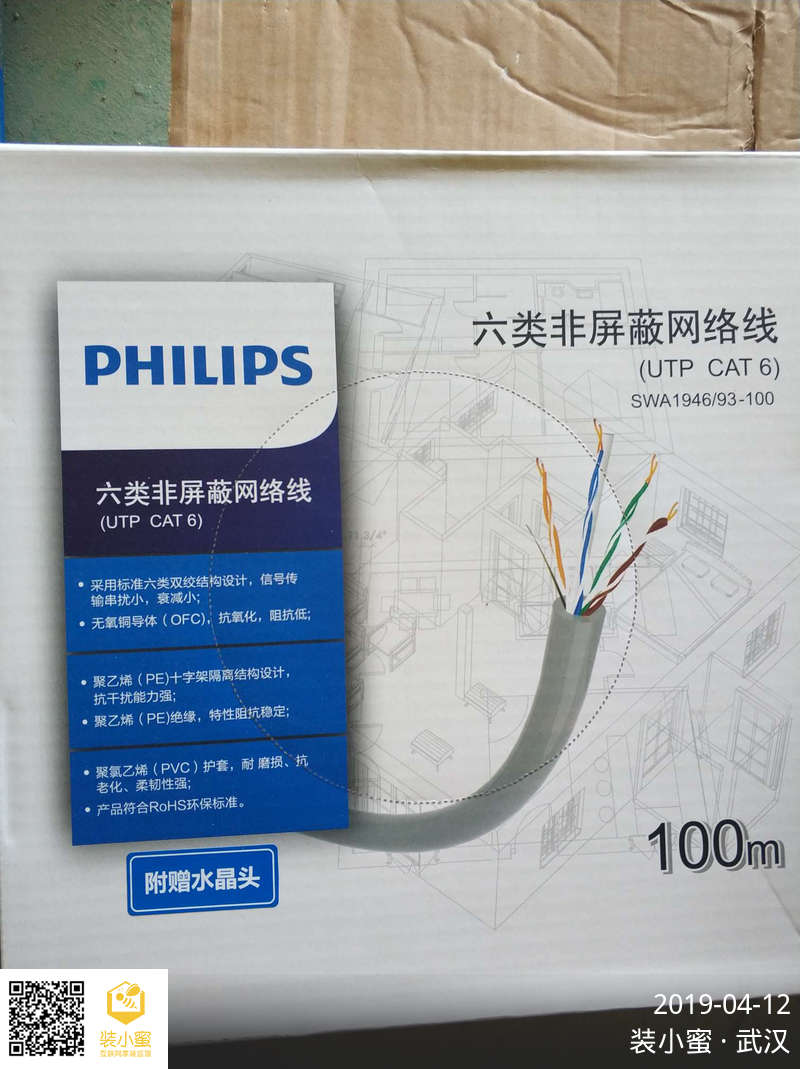 六类非屏蔽网络线
(UTP CAT 6)
SWA1946/93-100
PHILIPS
六类非屏蔽网络线
(UTP CAT 6)
• 采用标准六类双绞结构设计，信号传
输串扰小，衰减小；
• 无氧铜导体（OFC），抗氧化，阻抗低；
• 聚乙烯（PE)十字架隔离结构设计，
抗干扰能力强；
• 聚乙烯（PE)绝缘，特性阻抗稳定；
• 聚氯乙烯（PVC）护套，耐 磨损、抗
老化、柔韧性强；
• 产品符合RoHS环保标准。
附赠水晶头
100m
装小蜜
2019-04-12
装小蜜 · 武汉